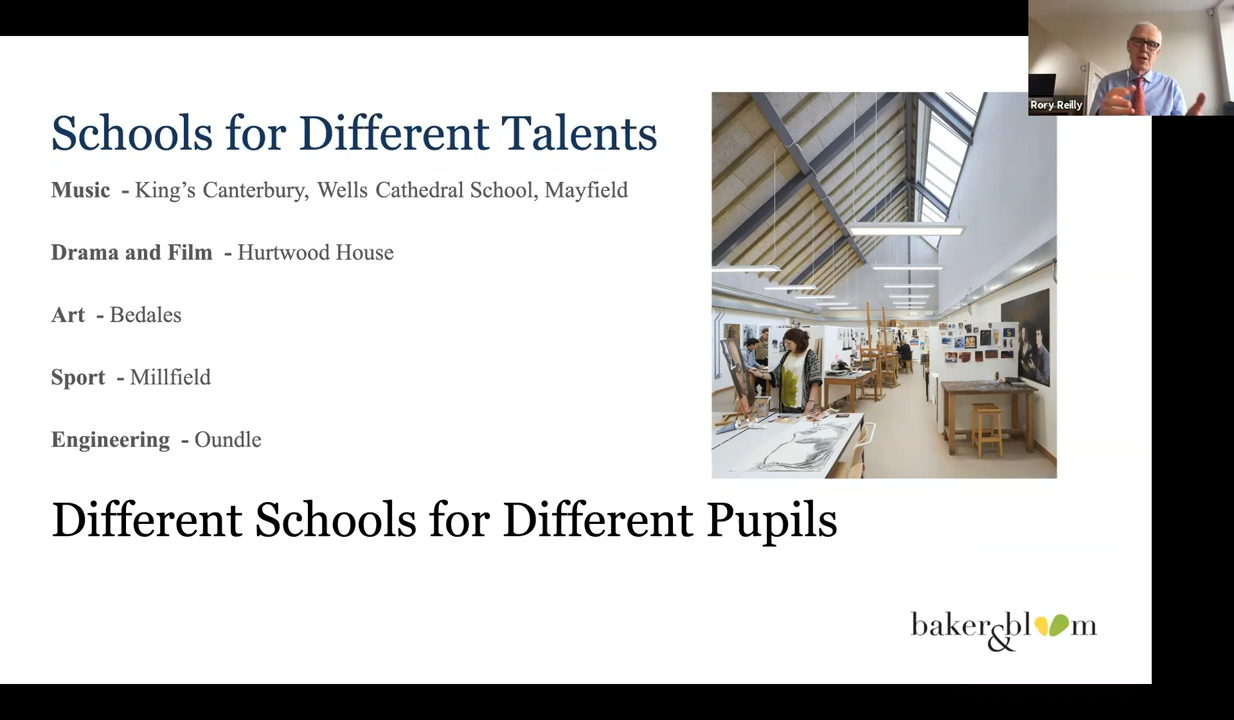 Rory Reilly
Schools for Different Talents
Music - King’s Canterbury, Wells Cathedral School, Mayfield
Drama and Film - Hurtwood House
Art - Bedales
Sport - Millfield
Engineering - Oundle
Different Schools for Different Pupils
baker&bloom